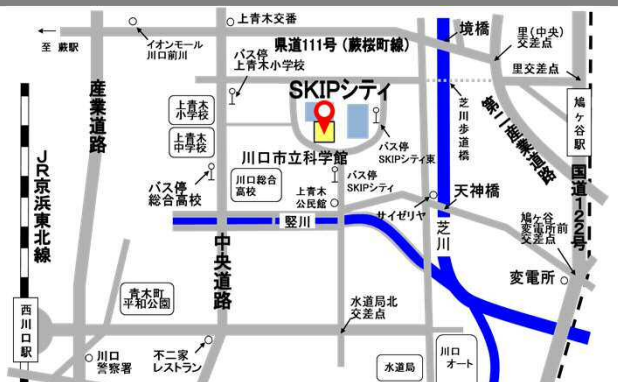 上青木交番
イオンモール
川口前川
至 蕨駅
県道111号(蕨桜町線)
境橋
里(中央)
交差点
里交差点
バス停
上青木小学校
SKIPシティ
産業道路
上青木
小学校
上青木
中学校
バス停
SKIPシティ東
芝川歩道橋
第二産業道路
鳩ヶ谷駅
国道122号
JR京浜東北線
川口市立科学館
バス停
総合高校
川口総合
高校
上青木
公民館
バス停
SKIPシティ
サイゼリヤ
天神橋
芝川
竪川
中央道路
鳩ヶ谷
変電所前
交差点
変電所
青木町
平和公園
水道局北
交差点
西川口駅
川口
警察署
不二家
レストラン
水道局
川口
オート